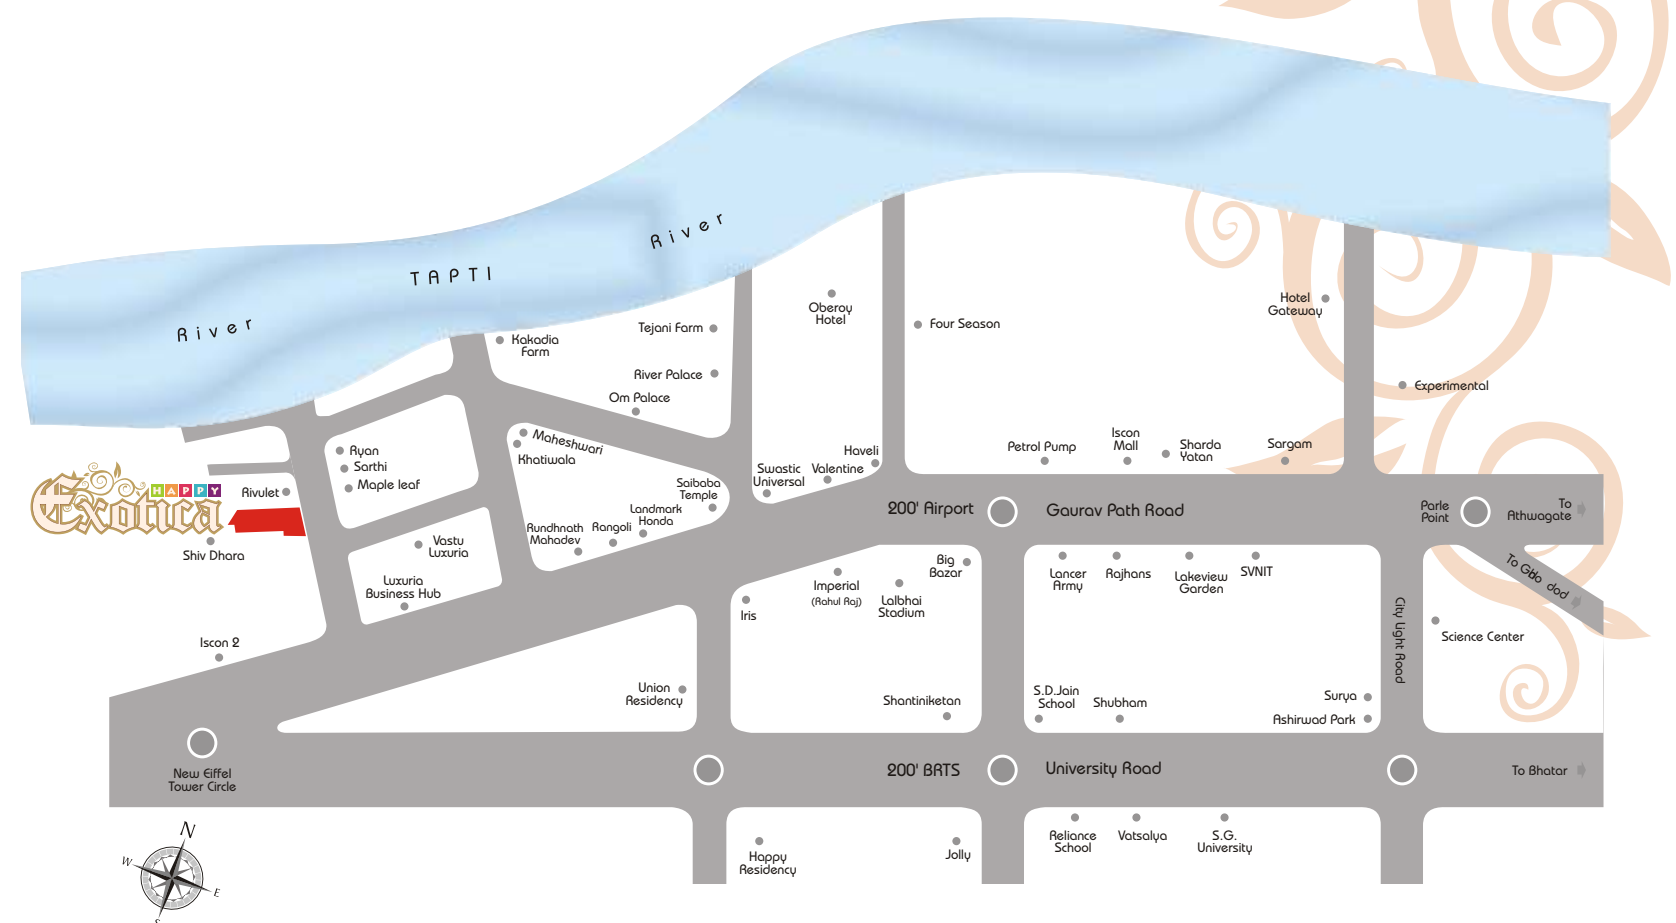 River
TAPTI
River
Oberoy
Hotel
Four Season
Hotel
Gateway
Experimental
Kakadia
Farm
Tejani Farm
River Palace
Om Palace
Maheshwari
Khatiwala
Ryan
Sarthi
Maple leaf
Rivulet
HAPPY
Exotica
Shiv Dhara
Saibaba
Temple
Landmark
Honda
Rangoli
Rundhnath
Mahadev
Swastic
Universal
Valentine
Haveli
Petrol Pump
Iscon
Mall
Sharda
Yatan
Sargam
200' Airport
Gaurav Path Road
Parle
Point
To
Athwagate
Vastu
Luxuria
Luxuria
Business Hub
Iscon 2
Iris
Imperial
(Rahul Raj)
Lalbhai
Stadium
Big
Bazar
Lancer
Army
Rajhans
Lakeview
Garden
SVNIT
City Light Road
Science Center
Union
Residency
Shantiniketan
S.D.Jain
School
Shubham
Surya
Ashirwad Park
New Eiffel
Tower Circle
200' BRTS
University Road
To Bhatar
Happy
Residency
Jolly
Reliance
School
Vatsalya
S.G.
University
N
W
E
S